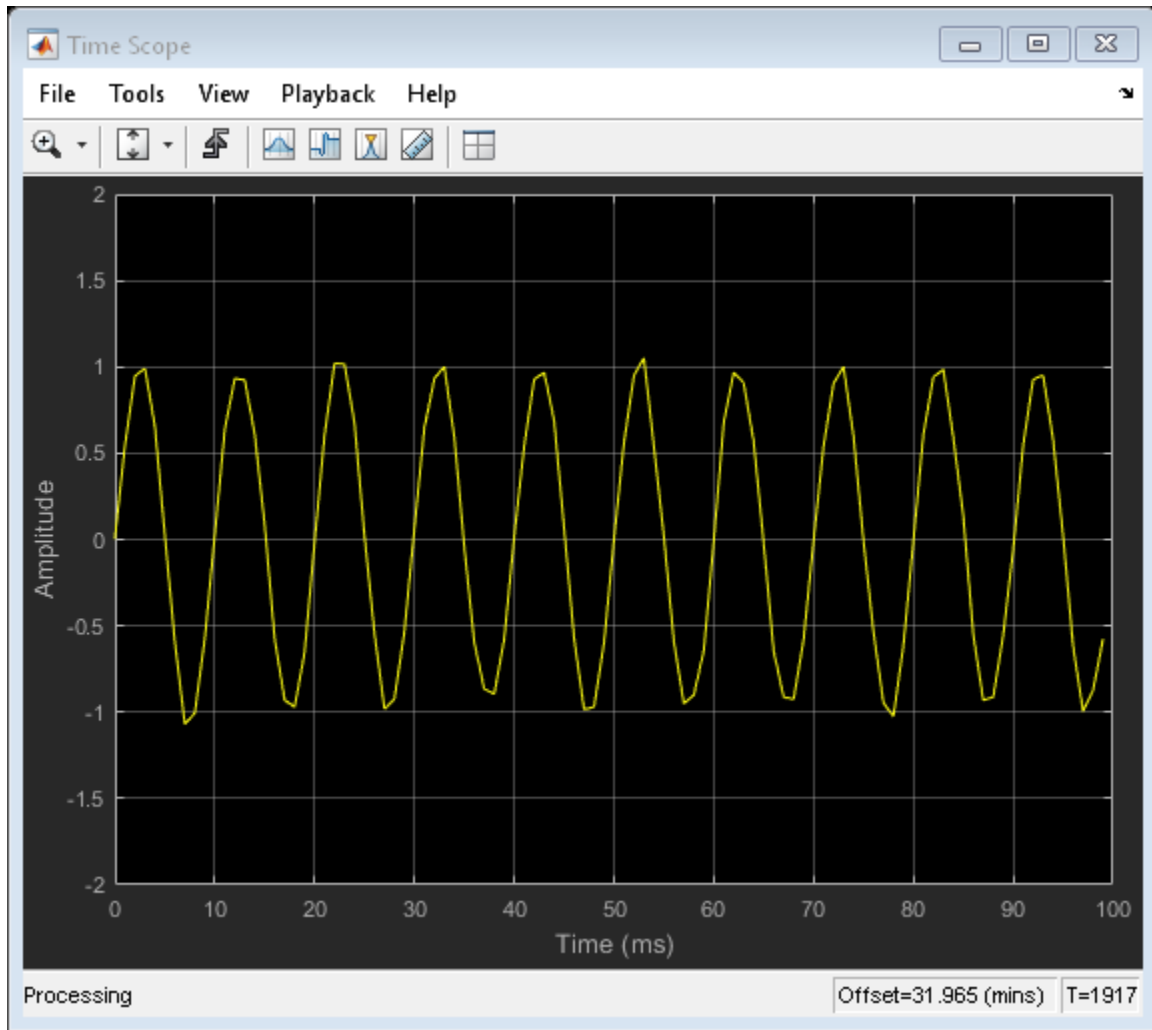 Time Scope
File Tools View Playback Help
2
1.5
1
0.5
0
-0.5
-1
-1.5
-2
Amplitude
0 10 20 30 40 50 60 70 80 90 100
Time (ms)
Processing Offset=31.965 (mins) T=1917